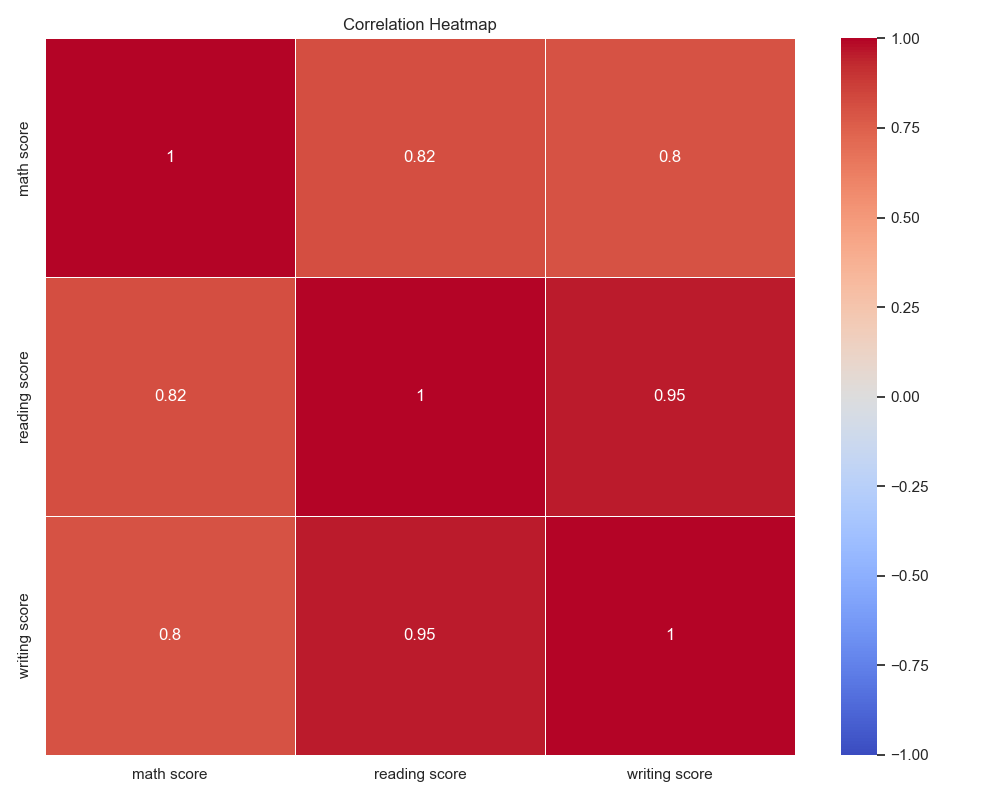 Correlation Heatmap
math score
1
0.82
0.8
reading score
0.82
1
0.95
writing score
0.8
0.95
1
math score
reading score
writing score
1.00
0.75
0.50
0.25
0.00
−0.25
−0.50
−0.75
−1.00